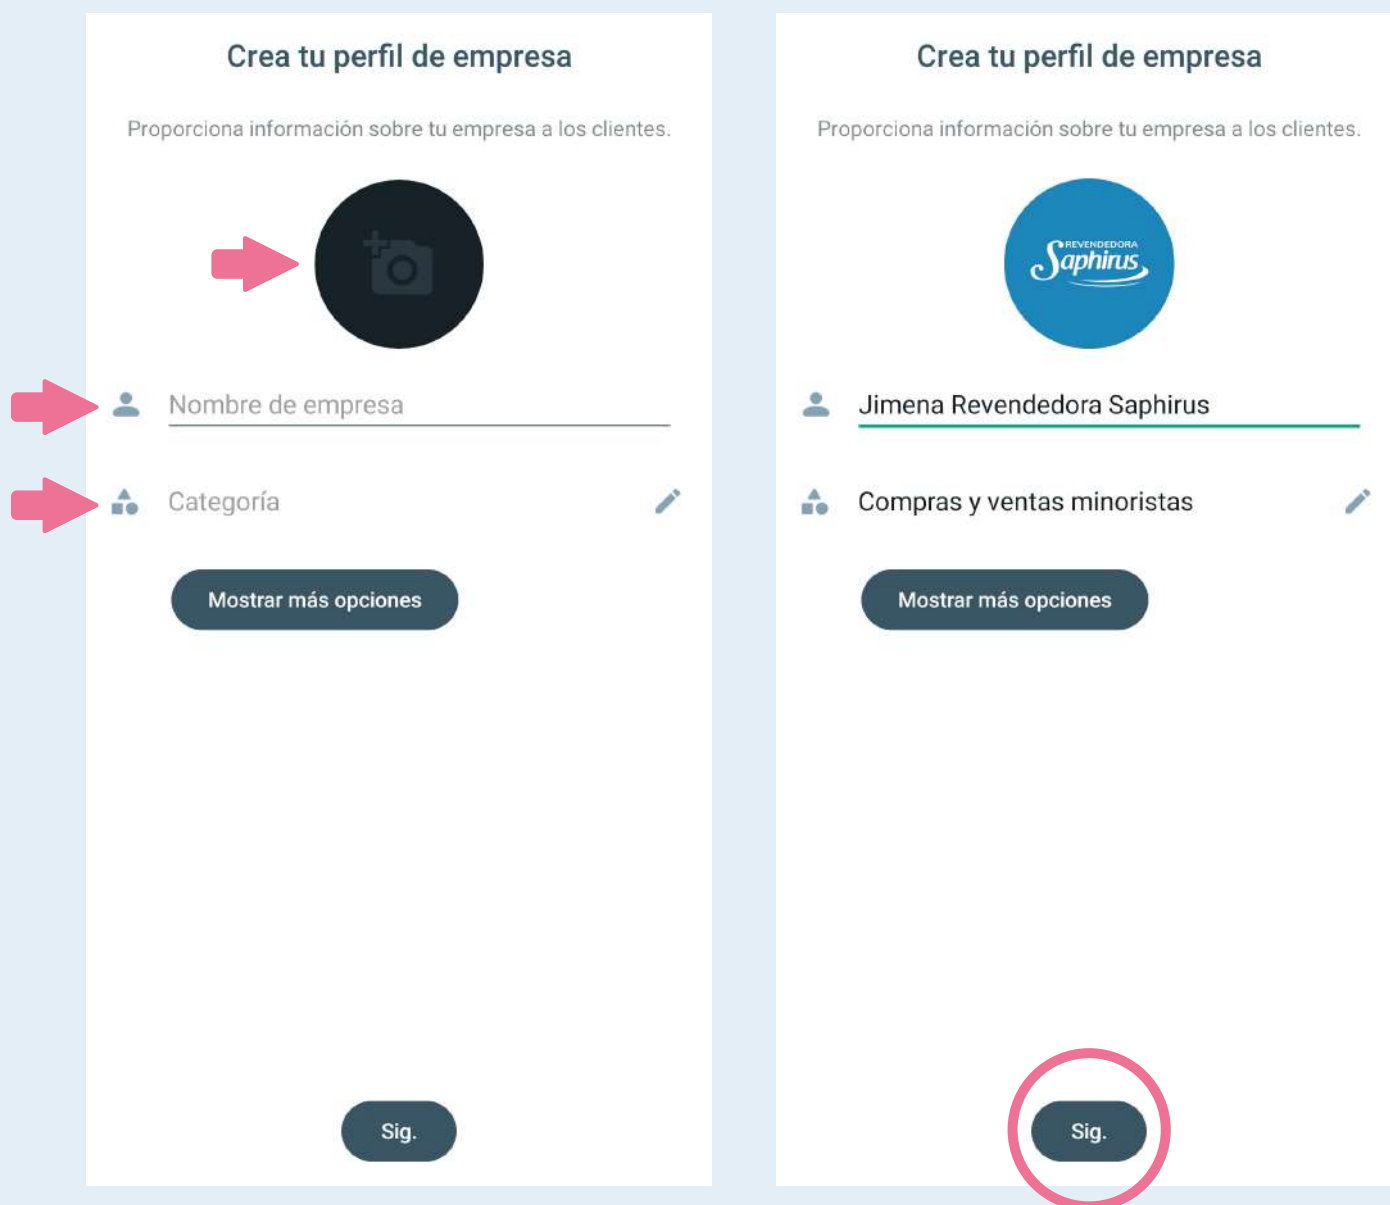 Crea tu perfil de empresa
Proporciona información sobre tu empresa a los clientes.
Nombre de empresa
Categoría
Mostrar más opciones
Sig.
Crea tu perfil de empresa
Proporciona información sobre tu empresa a los clientes.
REVENDEDORA
Saphirus
Jimena Revendedora Saphirus
Compras y ventas minoristas
Mostrar más opciones
Sig.